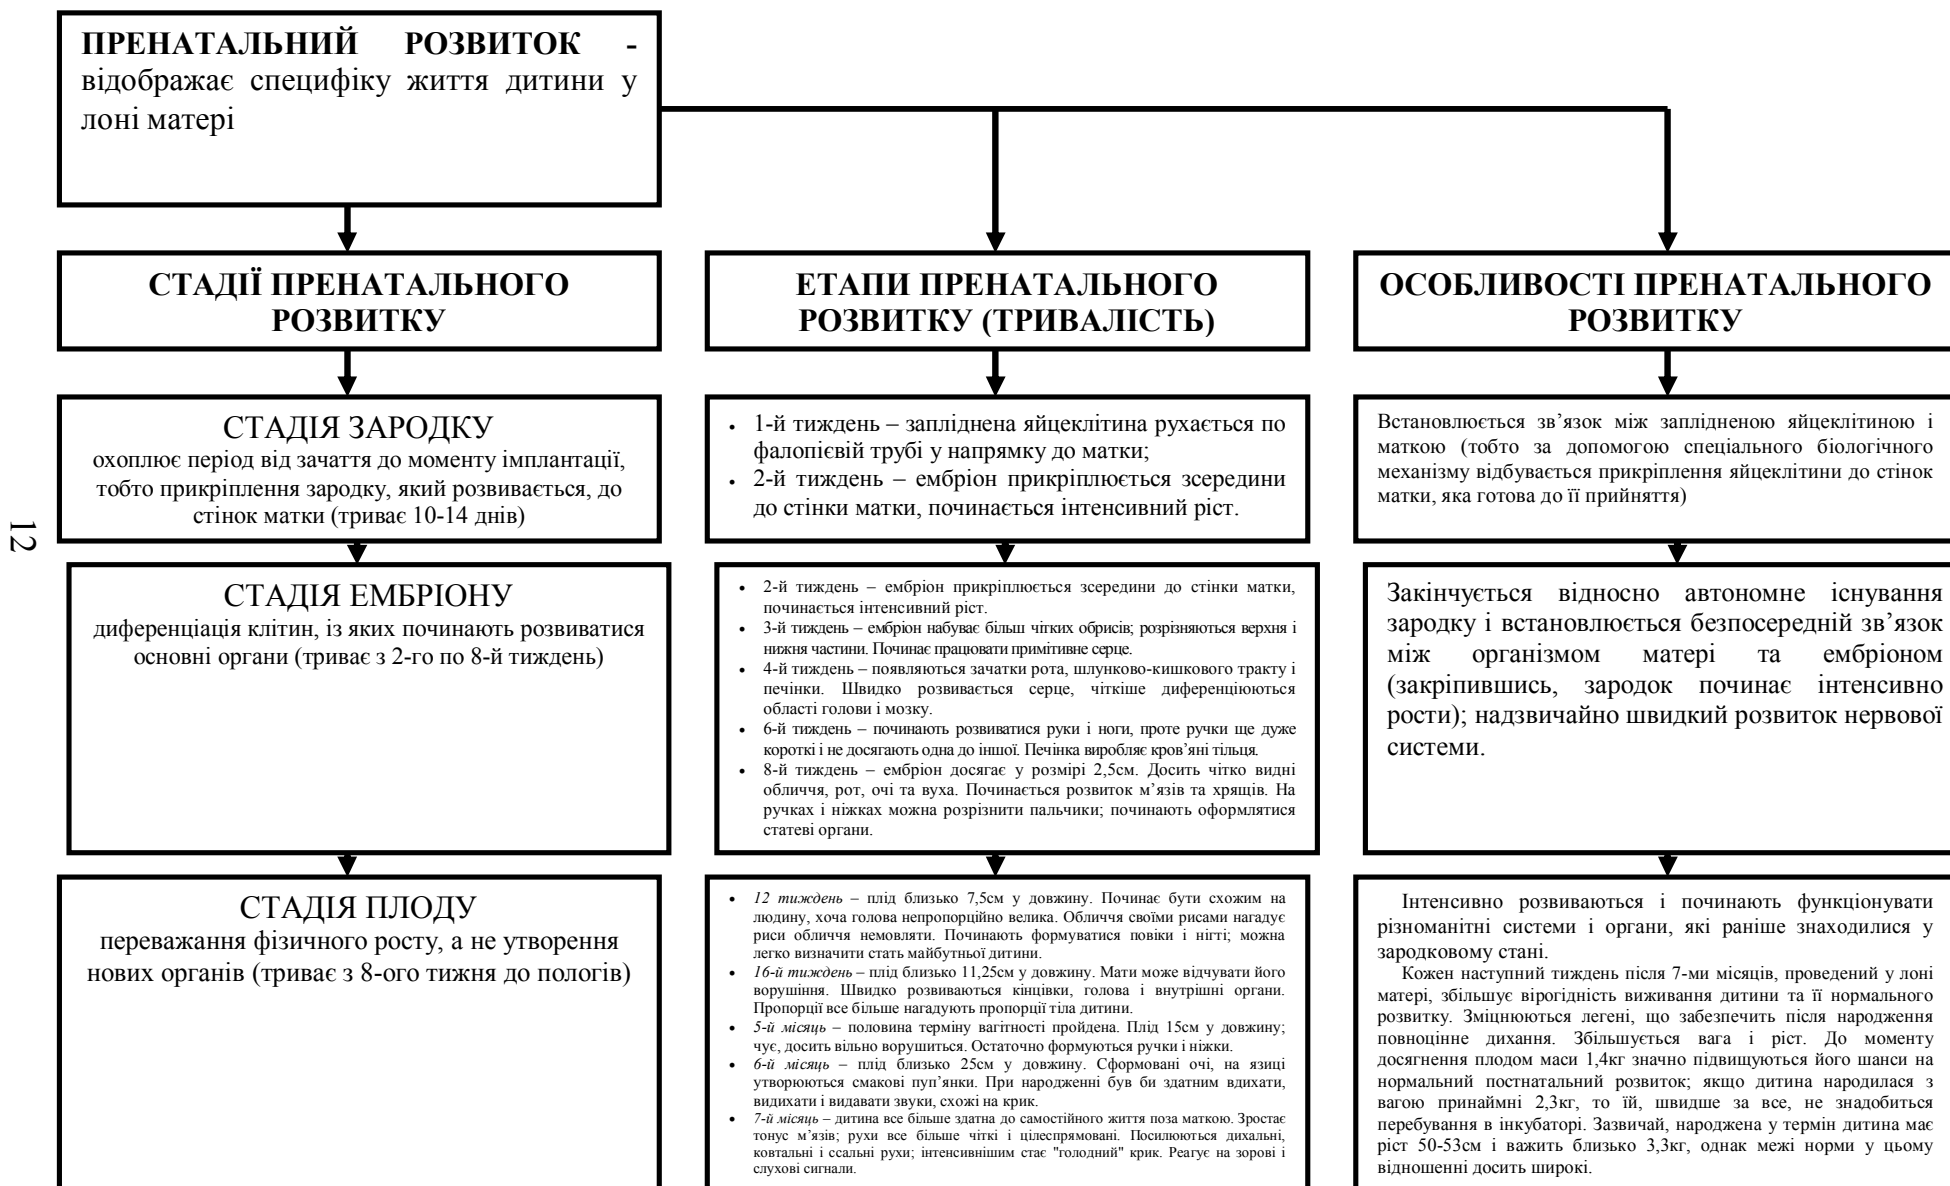 ПРЕНАТАЛЬНИЙ РОЗВИТОК -
відображає специфіку життя дитини у
лоні матері
СТАДІЇ ПРЕНАТАЛЬНОГО
РОЗВИТКУ
ЕТАПИ ПРЕНАТАЛЬНОГО
РОЗВИТКУ (ТРИВАЛІСТЬ)
ОСОБЛИВОСТІ ПРЕНАТАЛЬНОГО
РОЗВИТКУ
СТАДІЯ ЗАРОДКУ
охоплює період від зачаття до моменту імплантації,
тобто прикріплення зародку, який розвивається, до
стінок матки (триває 10-14 днів)
• 1-й тиждень – запліднена яйцеклітина рухається по
фалопієвій трубі у напрямку до матки;
• 2-й тиждень – ембріон прикріплюється зсередини
до стінки матки, починається інтенсивний ріст.
Встановлюється зв’язок між заплідненою яйцеклітиною і
маткою (тобто за допомогою спеціального біологічного
механізму відбувається прикріплення яйцеклітини до стінок
матки, яка готова до її прийняття)
12
СТАДІЯ ЕМБРІОНУ
диференціація клітин, із яких починають розвиватися
основні органи (триває з 2-го по 8-й тиждень)
• 2-й тиждень – ембріон прикріплюється зсередини до стінки матки,
починається інтенсивний ріст.
• 3-й тиждень – ембріон набуває більш чітких обрисів; розрізняються верхня і
нижня частини. Починає працювати примітивне серце.
• 4-й тиждень – появляються зачатки рота, шлунково-кишкового тракту і
печінки. Швидко розвивається серце, чіткіше диференціюються
області голови і мозку.
• 6-й тиждень – починають розвиватися руки і ноги, проте ручки ще дуже
короткі і не досягають одна до іншої. Печінка виробляє кров’яні тільця.
• 8-й тиждень – ембріон досягає у розмірі 2,5см. Досить чітко видні
обличчя, рот, очі та вуха. Починається розвиток м’язів та хрящів. На
ручках і ніжках можна розрізнити пальчики; починають оформлятися
статеві органи.
Закінчується відносно автономне існування
зародку і встановлюється безпосередній зв’язок
між організмом матері та ембріоном
(закріпившись, зародок починає інтенсивно
рости); надзвичайно швидкий розвиток нервової
системи.
СТАДІЯ ПЛОДУ
переважання фізичного росту, а не утворення
нових органів (триває з 8-ого тижня до пологів)
• 12 тиждень – плід близько 7,5см у довжину. Починає бути схожим на
людину, хоча голова непропорційно велика. Обличчя своїми рисами нагадує
риси обличчя немовляти. Починають формуватися повіки і нігті; можна
легко визначити стать майбутньої дитини.
• 16-й тиждень – плід близько 11,25см у довжину. Мати може відчувати його
ворушіння. Швидко розвиваються кінцівки, голова і внутрішні органи.
Пропорції все більше нагадують пропорції тіла дитини.
• 5-й місяць – половина терміну вагітності пройдена. Плід 15см у довжину;
чує, досить вільно ворушиться. Остаточно формуються ручки і ніжки.
• 6-й місяць – плід близько 25см у довжину. Сформовані очі, на язиці
утворюються смакові пуп’янки. При народженні був би здатним вдихати,
видихати і видавати звуки, схожі на крик.
• 7-й місяць – дитина все більше здатна до самостійного життя поза маткою. Зростає
тонус м’язів; рухи все більше чіткі і цілеспрямовані. Посилюються дихальні,
ковтальні і ссальні рухи; інтенсивнішим стає "голодний" крик. Реагує на зорові і
слухові сигнали.
Інтенсивно розвиваються і починають функціонувати
різноманітні системи і органи, які раніше знаходилися у
зародковому стані.
Кожен наступний тиждень після 7-ми місяців, проведений у лоні
матері, збільшує вірогідність виживання дитини та її нормального
розвитку. Зміцнюються легені, що забезпечить після народження
повноцінне дихання. Збільшується вага і ріст. До моменту
досягнення плодом маси 1,4кг значно підвищуються його шанси на
нормальний постнатальний розвиток; якщо дитина народилася з
вагою принаймні 2,3кг, то їй, швидше за все, не знадобиться
перебування в інкубаторі. Зазвичай, народжена у термін дитина має
ріст 50-53см і важить близько 3,3кг, однак межі норми у цьому
відношенні досить широкі.